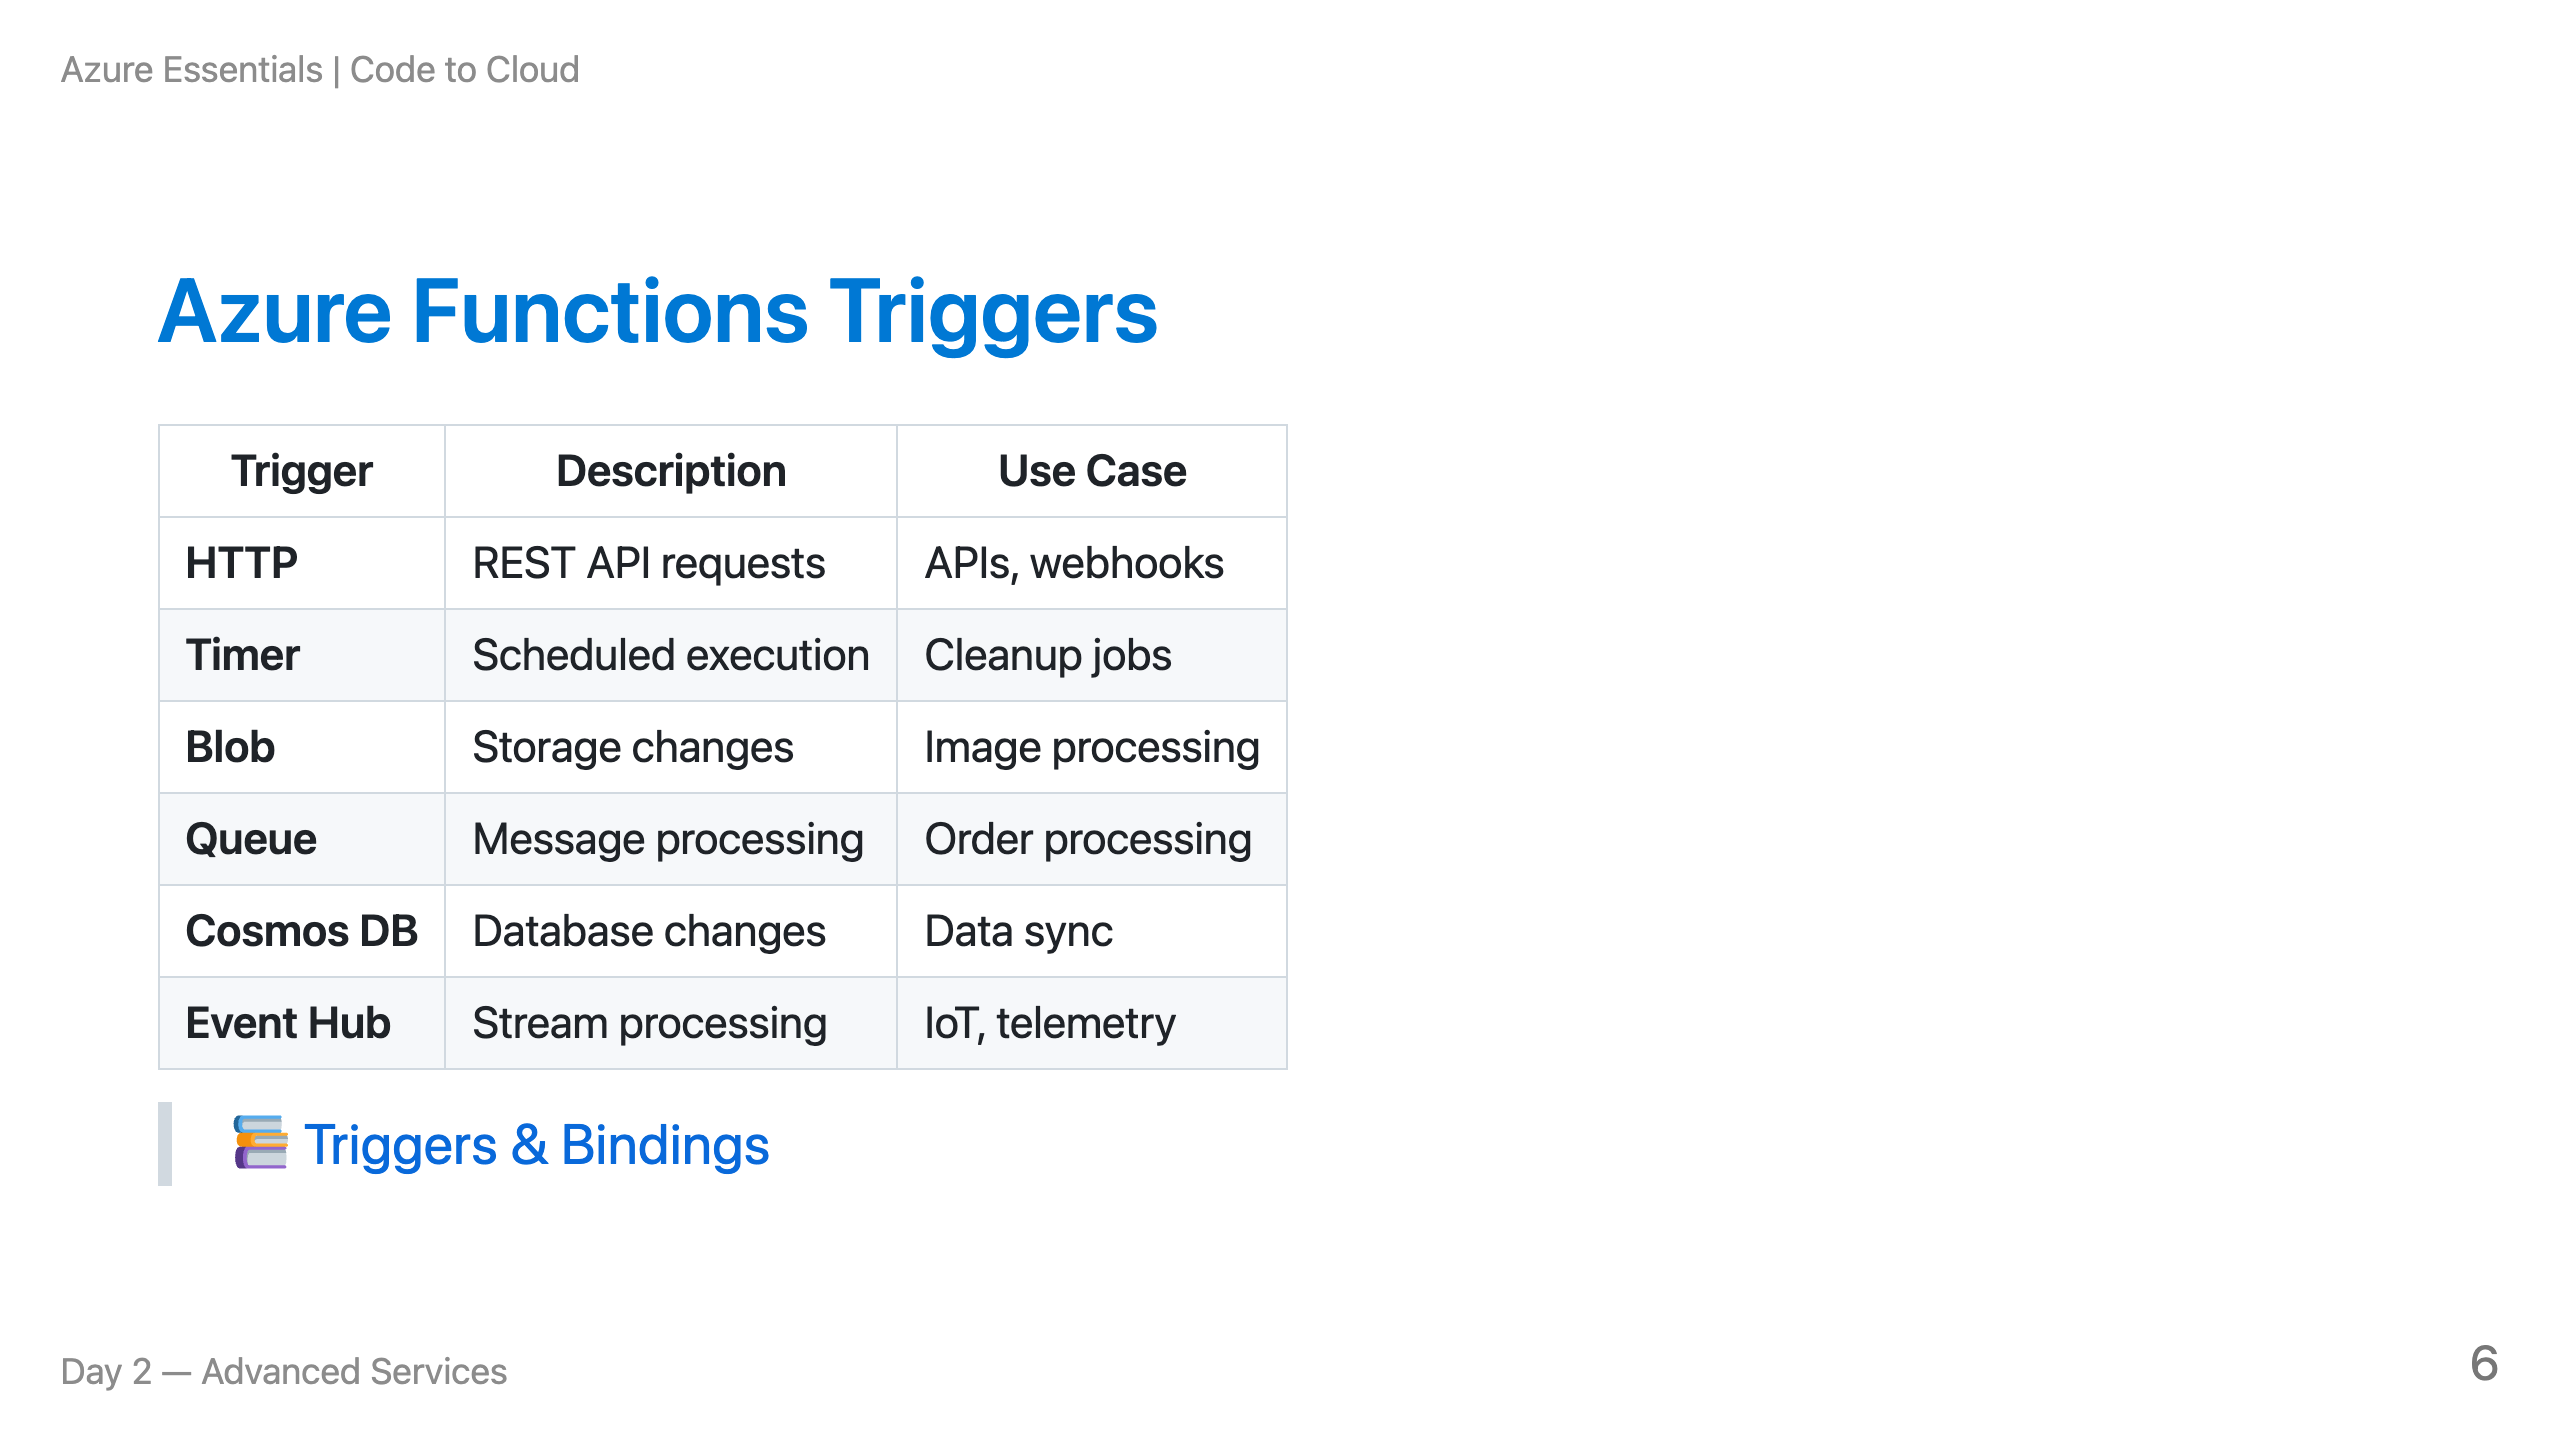 Azure Essentials | Code to Cloud
Azure Functions Triggers
Trigger Description Use Case
HTTP REST API requests APIs, webhooks
Timer Scheduled execution Cleanup jobs
Blob Storage changes Image processing
Queue Message processing Order processing
Cosmos DB Database changes Data sync
Event Hub Stream processing IoT, telemetry
📚 Triggers & Bindings
Day 2 — Advanced Services
6